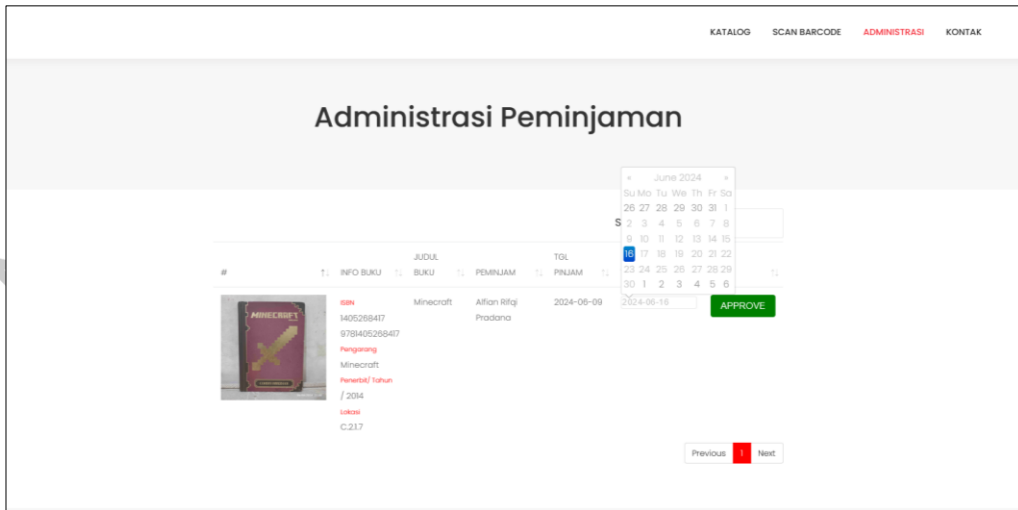 KATALOG SCAN BARCODE ADMINISTRASI KONTAK
Administrasi Peminjaman
« June 2024 »
Su Mo Tu We Th Fr Sa
26 27 28 29 30 31 1
S 2 3 4 5 6 7 8
9 10 11 12 13 14 15
16 17 18 19 20 21 22
23 24 25 26 27 28 29
30 1 2 3 4 5 6
# INFO BUKU JUDUL BUKU PEMINJAM TGL PINJAM
MINECRAFT
ISBN
1405268417
9781405268417
Pengarang
Minecraft
Penerbit/ Tahun
/ 2014
Lokasi
C.2.1.7
Minecraft
Alfian Rifqi
Pradana
2024-06-09
2024-06-16
APPROVE
Previous 1 Next